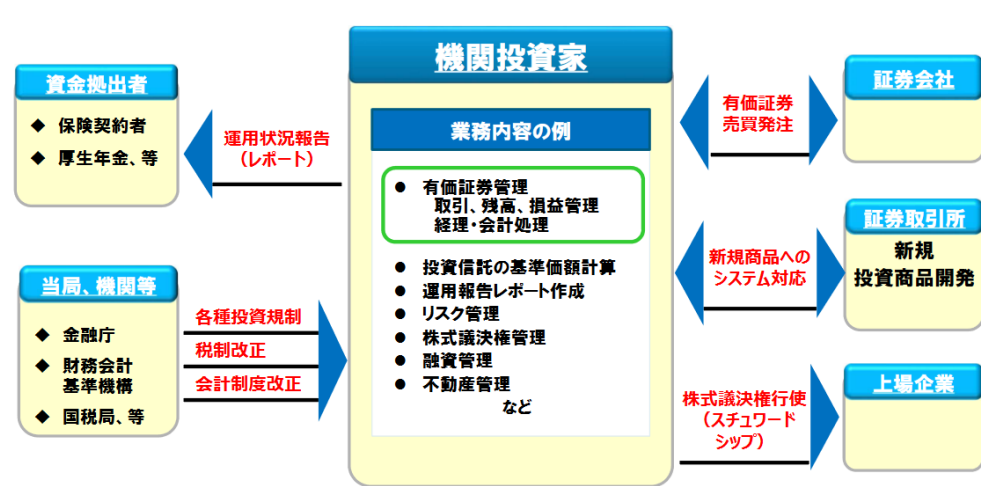 機関投資家
資金拠出者
◆ 保険契約者
◆ 厚生年金、等
運用状況報告
（レポート）
当局、機関等
◆ 金融庁
◆ 財務会計
基準機構
◆ 国税局、等
各種投資規制
税制改正
会計制度改正
業務内容の例
● 有価証券管理
取引、残高、損益管理
経理・会計処理
● 投資信託の基準価額計算
● 運用報告レポート作成
● リスク管理
● 株式議決権管理
● 融資管理
● 不動産管理
など
有価証券
売買発注
証券会社
新規商品への
システム対応
証券取引所
新規
投資商品開発
株式議決権行使
（スチュワード
シップ）
上場企業